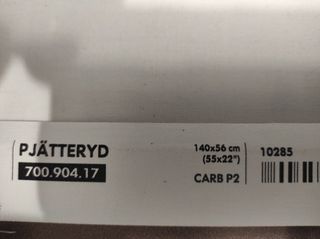 PJÄTTERYD
700.904.17
140x56 cm
(55x22")
CARB P2
10285